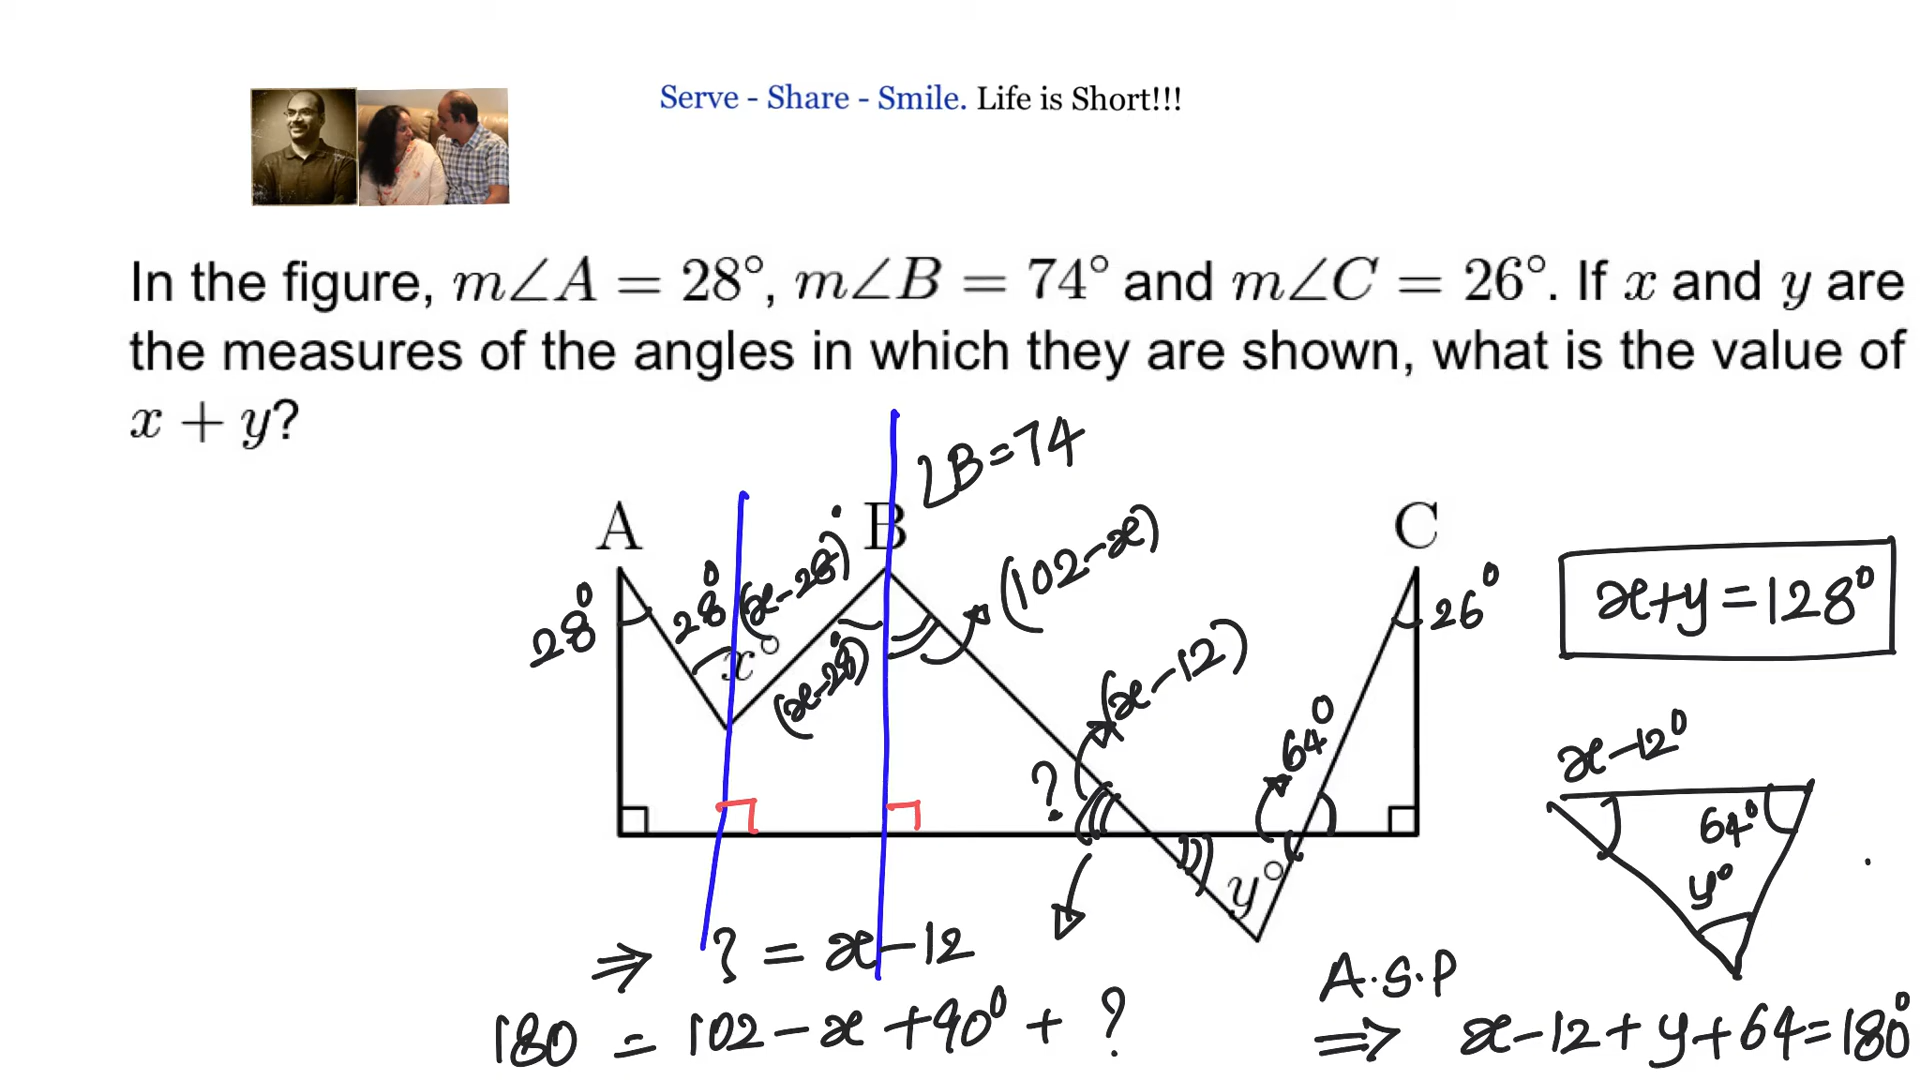 Serve - Share - Smile. Life is Short!!!
In the figure, m∠A = 28°, m∠B = 74° and m∠C = 26°. If x and y are
the measures of the angles in which they are shown, what is the value of
x + y?
∠B=74
A
B
C
28°
28°
(x-28)°
x°
(x-28)°
(102-x)
(x-12)
?
64°
26°
y°
x+y=128°
x-12°
64°
y°
⇒ ? = x-12
180 = 102-x+90°+ ?
A.S.P
⇒ x-12+y+64=180°